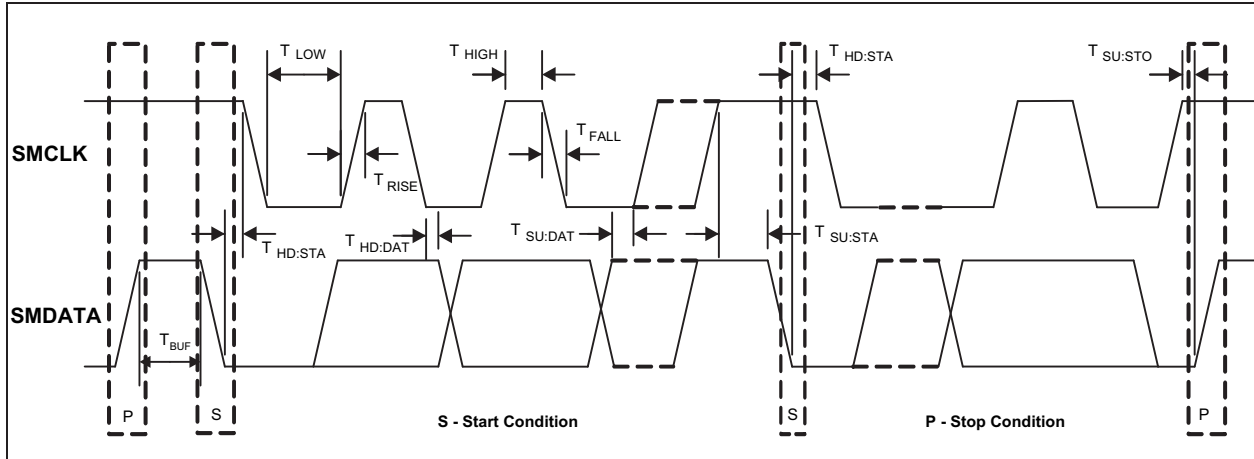 T LOW
T HIGH
T HD:STA
T SU:STO
SMCLK
T FALL
T RISE
T HD:STA
T HD:DAT
T SU:DAT
T SU:STA
SMDATA
T BUF
P
S
S - Start Condition
S
P - Stop Condition
P